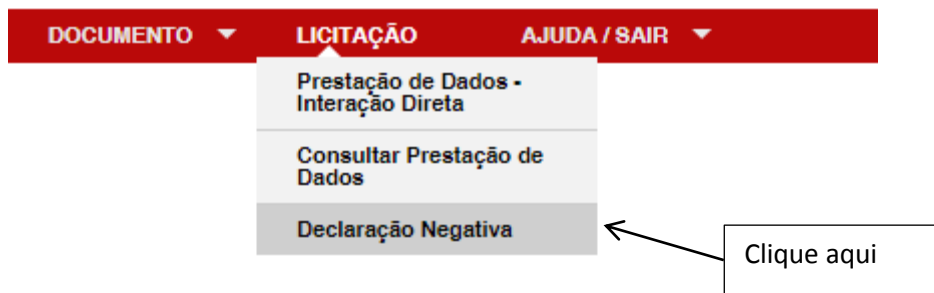 DOCUMENTO LICITAÇÃO AJUDA / SAIR
Prestação de Dados -
Interação Direta
Consultar Prestação de
Dados
Declaração Negativa
Clique aqui